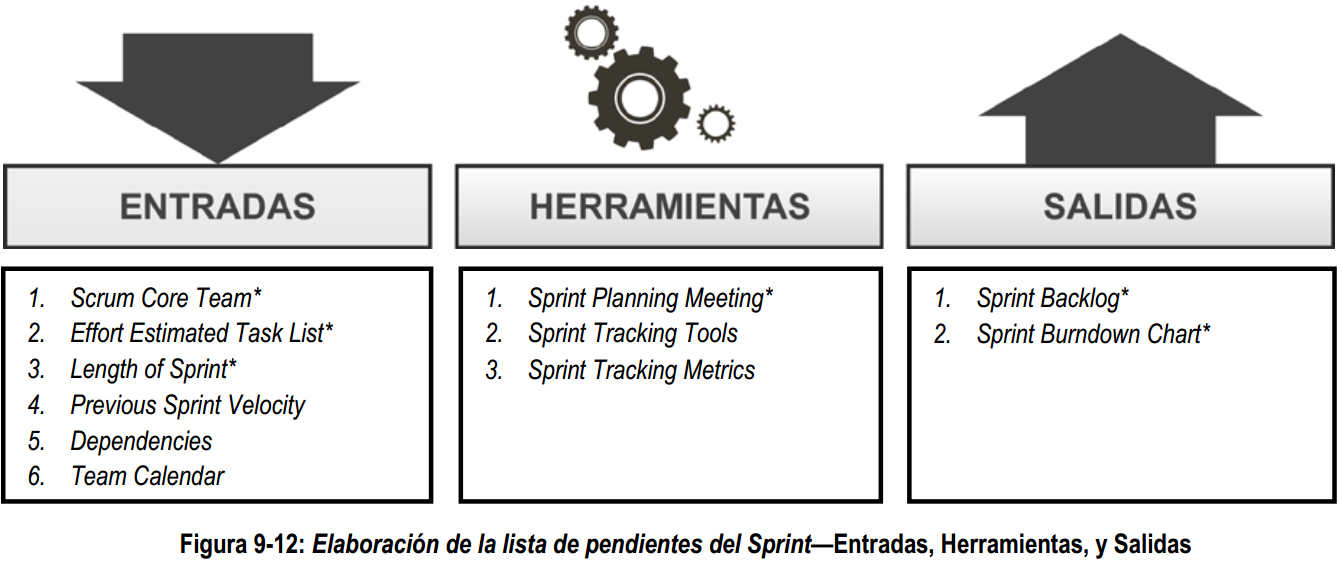 ENTRADAS
HERRAMIENTAS
SALIDAS
1. Scrum Core Team*
2. Effort Estimated Task List*
3. Length of Sprint*
4. Previous Sprint Velocity
5. Dependencies
6. Team Calendar
1. Sprint Planning Meeting*
2. Sprint Tracking Tools
3. Sprint Tracking Metrics
1. Sprint Backlog*
2. Sprint Burndown Chart*
Figura 9-12: Elaboración de la lista de pendientes del Sprint—Entradas, Herramientas, y Salidas